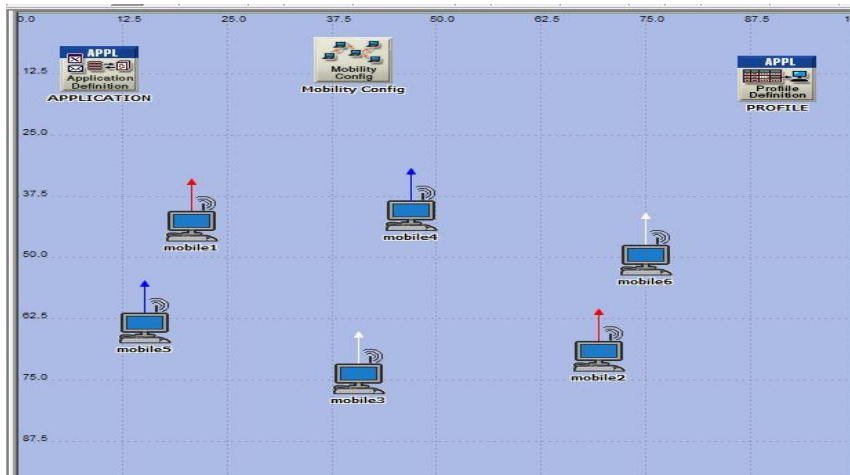 0.0 12.5 25.0 37.5 50.0 62.5 75.0 87.5 1
APPL
Application
Definition
APPLICATION
Mobility
Config
Mobility Config
APPL
Profile
Definition
PROFILE
12.5
25.0
37.5
50.0
62.5
75.0
87.5
mobile1
mobile4
mobile6
mobile5
mobile2
mobile3